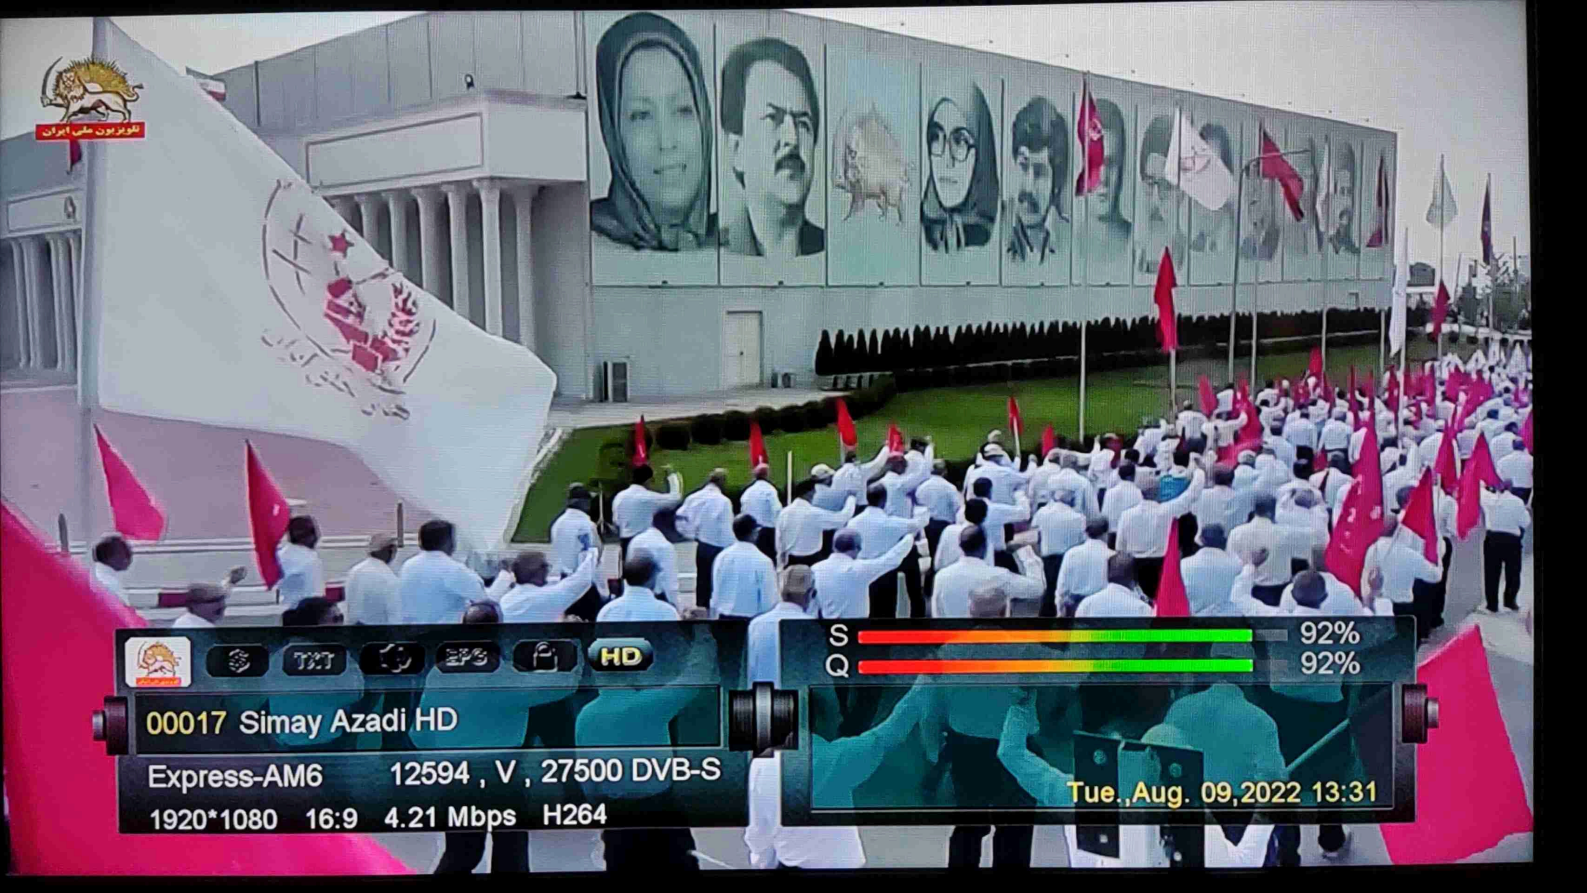 تلویزیون ملی ایران
$ TXT EPG HD
S 92%
Q 92%
00017 Simay Azadi HD
Express-AM6 12594 , V , 27500 DVB-S
1920*1080 16:9 4.21 Mbps H264
Tue.,Aug. 09,2022 13:31